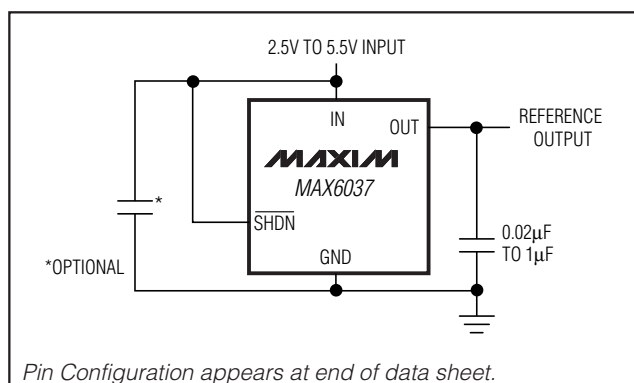 2.5V TO 5.5V INPUT
IN
OUT
REFERENCE
OUTPUT
MAXIM
MAX6037
*
SHDN
0.02µF
TO 1µF
*OPTIONAL
GND
Pin Configuration appears at end of data sheet.